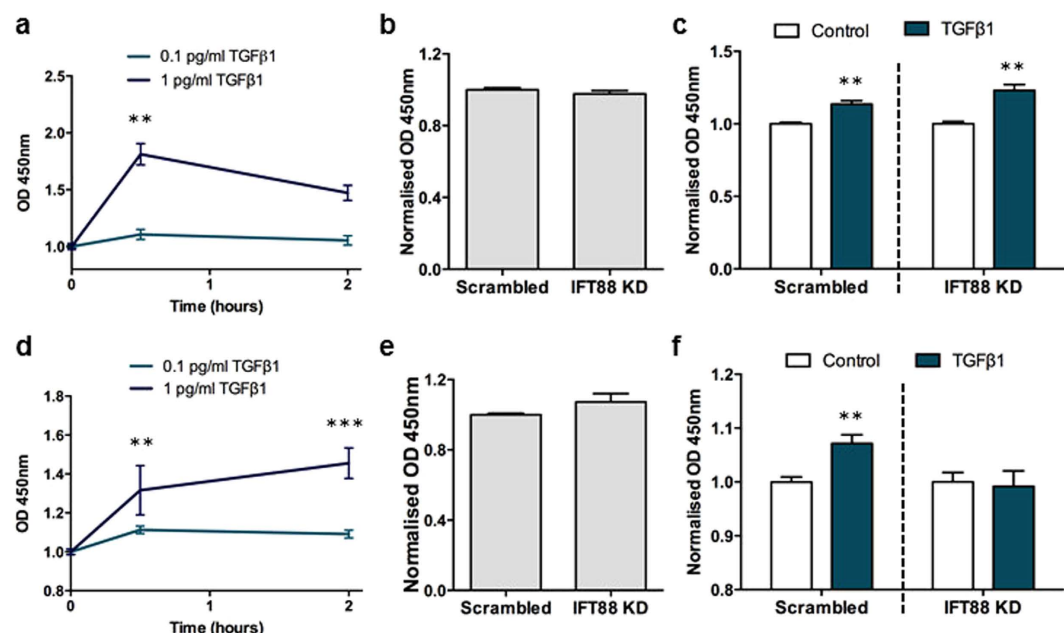 a
0.1 pg/ml TGFβ1
1 pg/ml TGFβ1
2.5
2.0
1.5
1.0
OD 450nm
**
0
1
2
Time (hours)
b
1.2
0.8
0.4
0.0
Normalised OD 450nm
Scrambled
IFT88 KD
c
Control
TGFβ1
1.5
1.0
0.5
0.0
Normalised OD 450nm
**
**
Scrambled
IFT88 KD
d
0.1 pg/ml TGFβ1
1 pg/ml TGFβ1
1.8
1.6
1.4
1.2
1.0
0.8
OD 450nm
**
***
0
1
2
Time (hours)
e
1.2
0.8
0.4
0.0
Normalised OD 450nm
Scrambled
IFT88 KD
f
Control
TGFβ1
1.2
1.1
1.0
0.9
0.8
Normalised OD 450nm
**
Scrambled
IFT88 KD